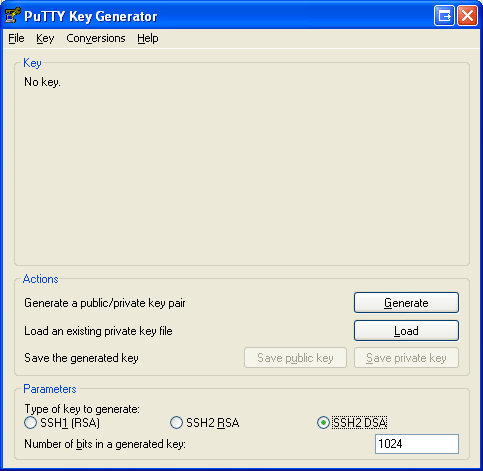 PuTTY Key Generator
File Key Conversions Help
Key
No key.
Actions
Generate a public/private key pair Generate
Load an existing private key file Load
Save the generated key Save public key Save private key
Parameters
Type of key to generate:
SSH1 (RSA) SSH2 RSA SSH2 DSA
Number of bits in a generated key: 1024